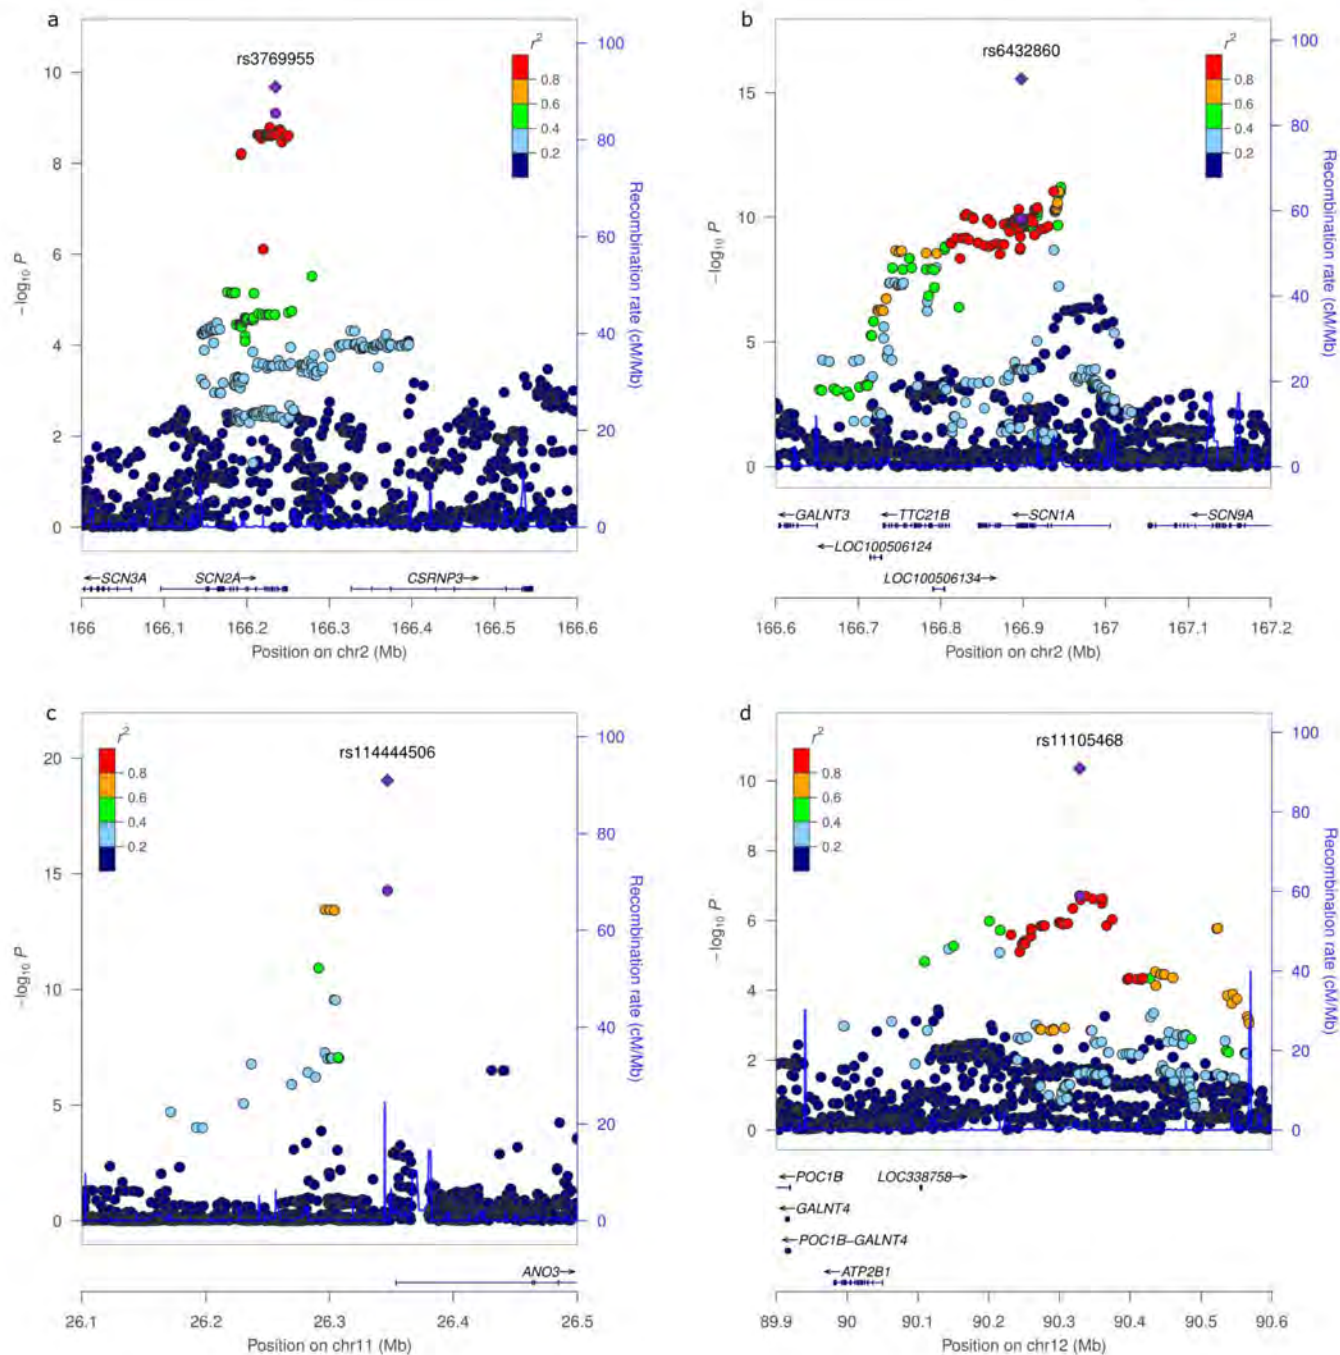 a
rs3769955
r²
0.8
0.6
0.4
0.2
10
8
6
4
2
0
−log₁₀ P
100
80
60
40
20
0
Recombination rate (cM/Mb)
←SCN3A
SCN2A→
CSRNP3→
166 166.1 166.2 166.3 166.4 166.5 166.6
Position on chr2 (Mb)
b
rs6432860
r²
0.8
0.6
0.4
0.2
15
10
5
0
−log₁₀ P
100
80
60
40
20
0
Recombination rate (cM/Mb)
←GALNT3 ←TTC21B ←SCN1A ←SCN9A
←LOC100506124
LOC100506134→
166.6 166.7 166.8 166.9 167 167.1 167.2
Position on chr2 (Mb)
c
rs114444506
r²
0.8
0.6
0.4
0.2
20
15
10
5
0
−log₁₀ P
100
80
60
40
20
0
Recombination rate (cM/Mb)
ANO3→
26.1 26.2 26.3 26.4 26.5
Position on chr11 (Mb)
d
rs11105468
r²
0.8
0.6
0.4
0.2
10
8
6
4
2
0
−log₁₀ P
100
80
60
40
20
0
Recombination rate (cM/Mb)
←POC1B LOC338758→
←GALNT4
←POC1B−GALNT4
←ATP2B1
89.9 90 90.1 90.2 90.3 90.4 90.5 90.6
Position on chr12 (Mb)